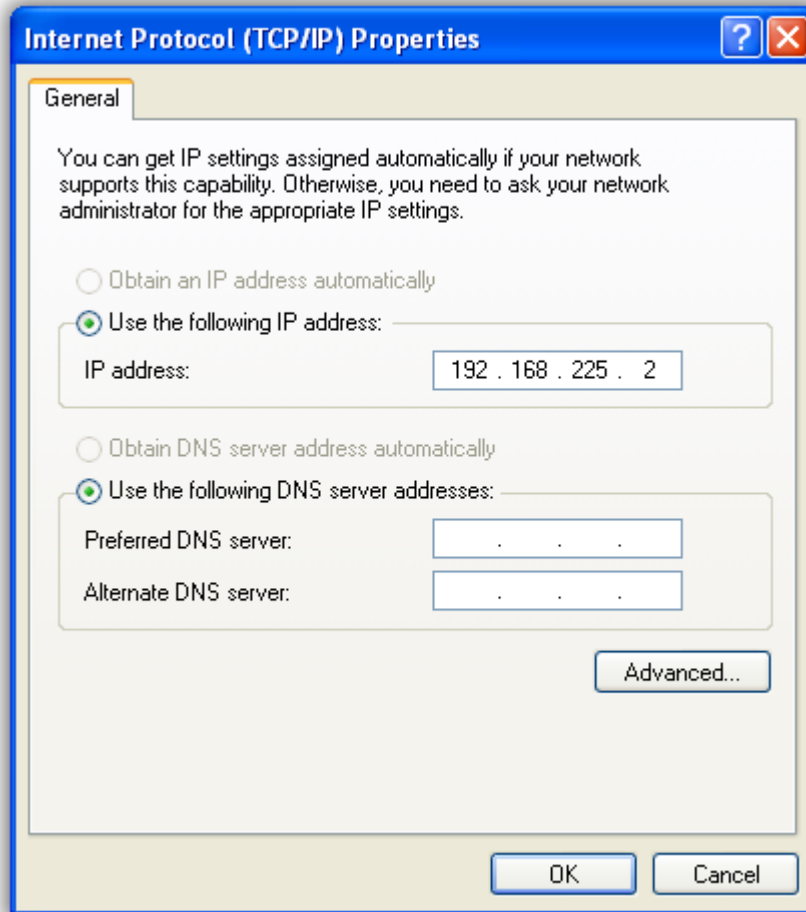 Internet Protocol (TCP/IP) Properties
General
You can get IP settings assigned automatically if your network
supports this capability. Otherwise, you need to ask your network
administrator for the appropriate IP settings.
Obtain an IP address automatically
Use the following IP address:
IP address: 192 . 168 . 225 . 2
Obtain DNS server address automatically
Use the following DNS server addresses:
Preferred DNS server: . . .
Alternate DNS server: . . .
Advanced...
OK Cancel